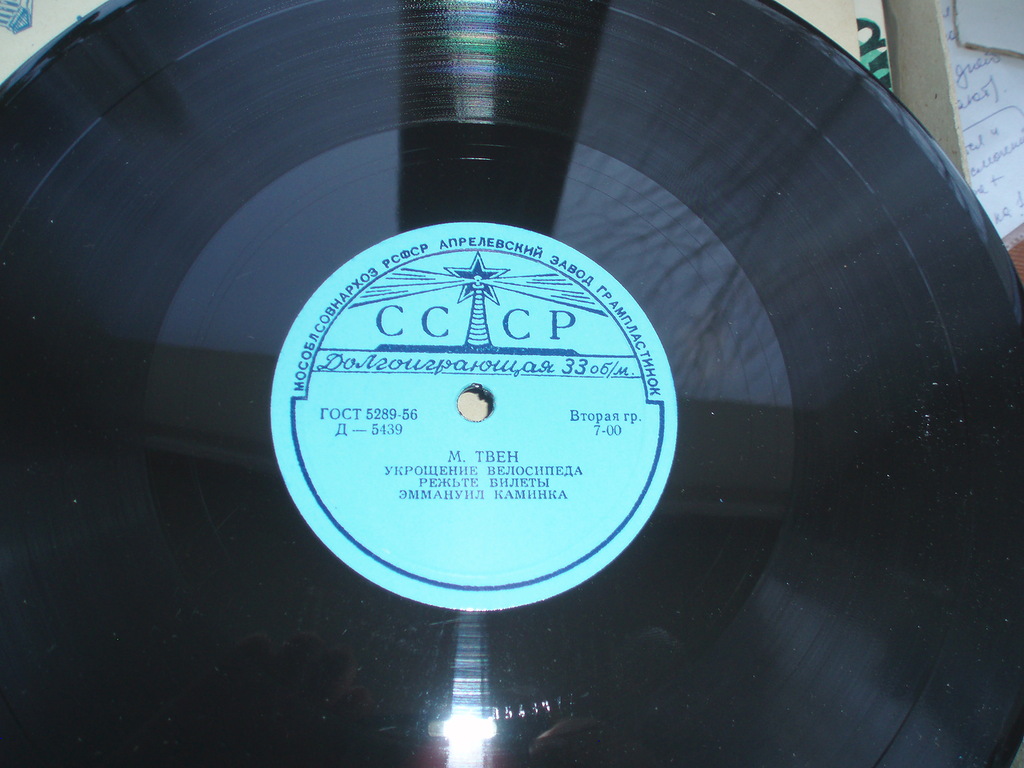 МОСОБЛСОВНАРХОЗ РСФСР АПРЕЛЕВСКИЙ ЗАВОД ГРАМПЛАСТИНОК
СССР
Долгоиграющая 33 об/м.
ГОСТ 5289-56
Д — 5439
Вторая гр.
7-00
М. ТВЕН
УКРОЩЕНИЕ ВЕЛОСИПЕДА
РЕЖЬТЕ БИЛЕТЫ
ЭММАНУИЛ КАМИНКА